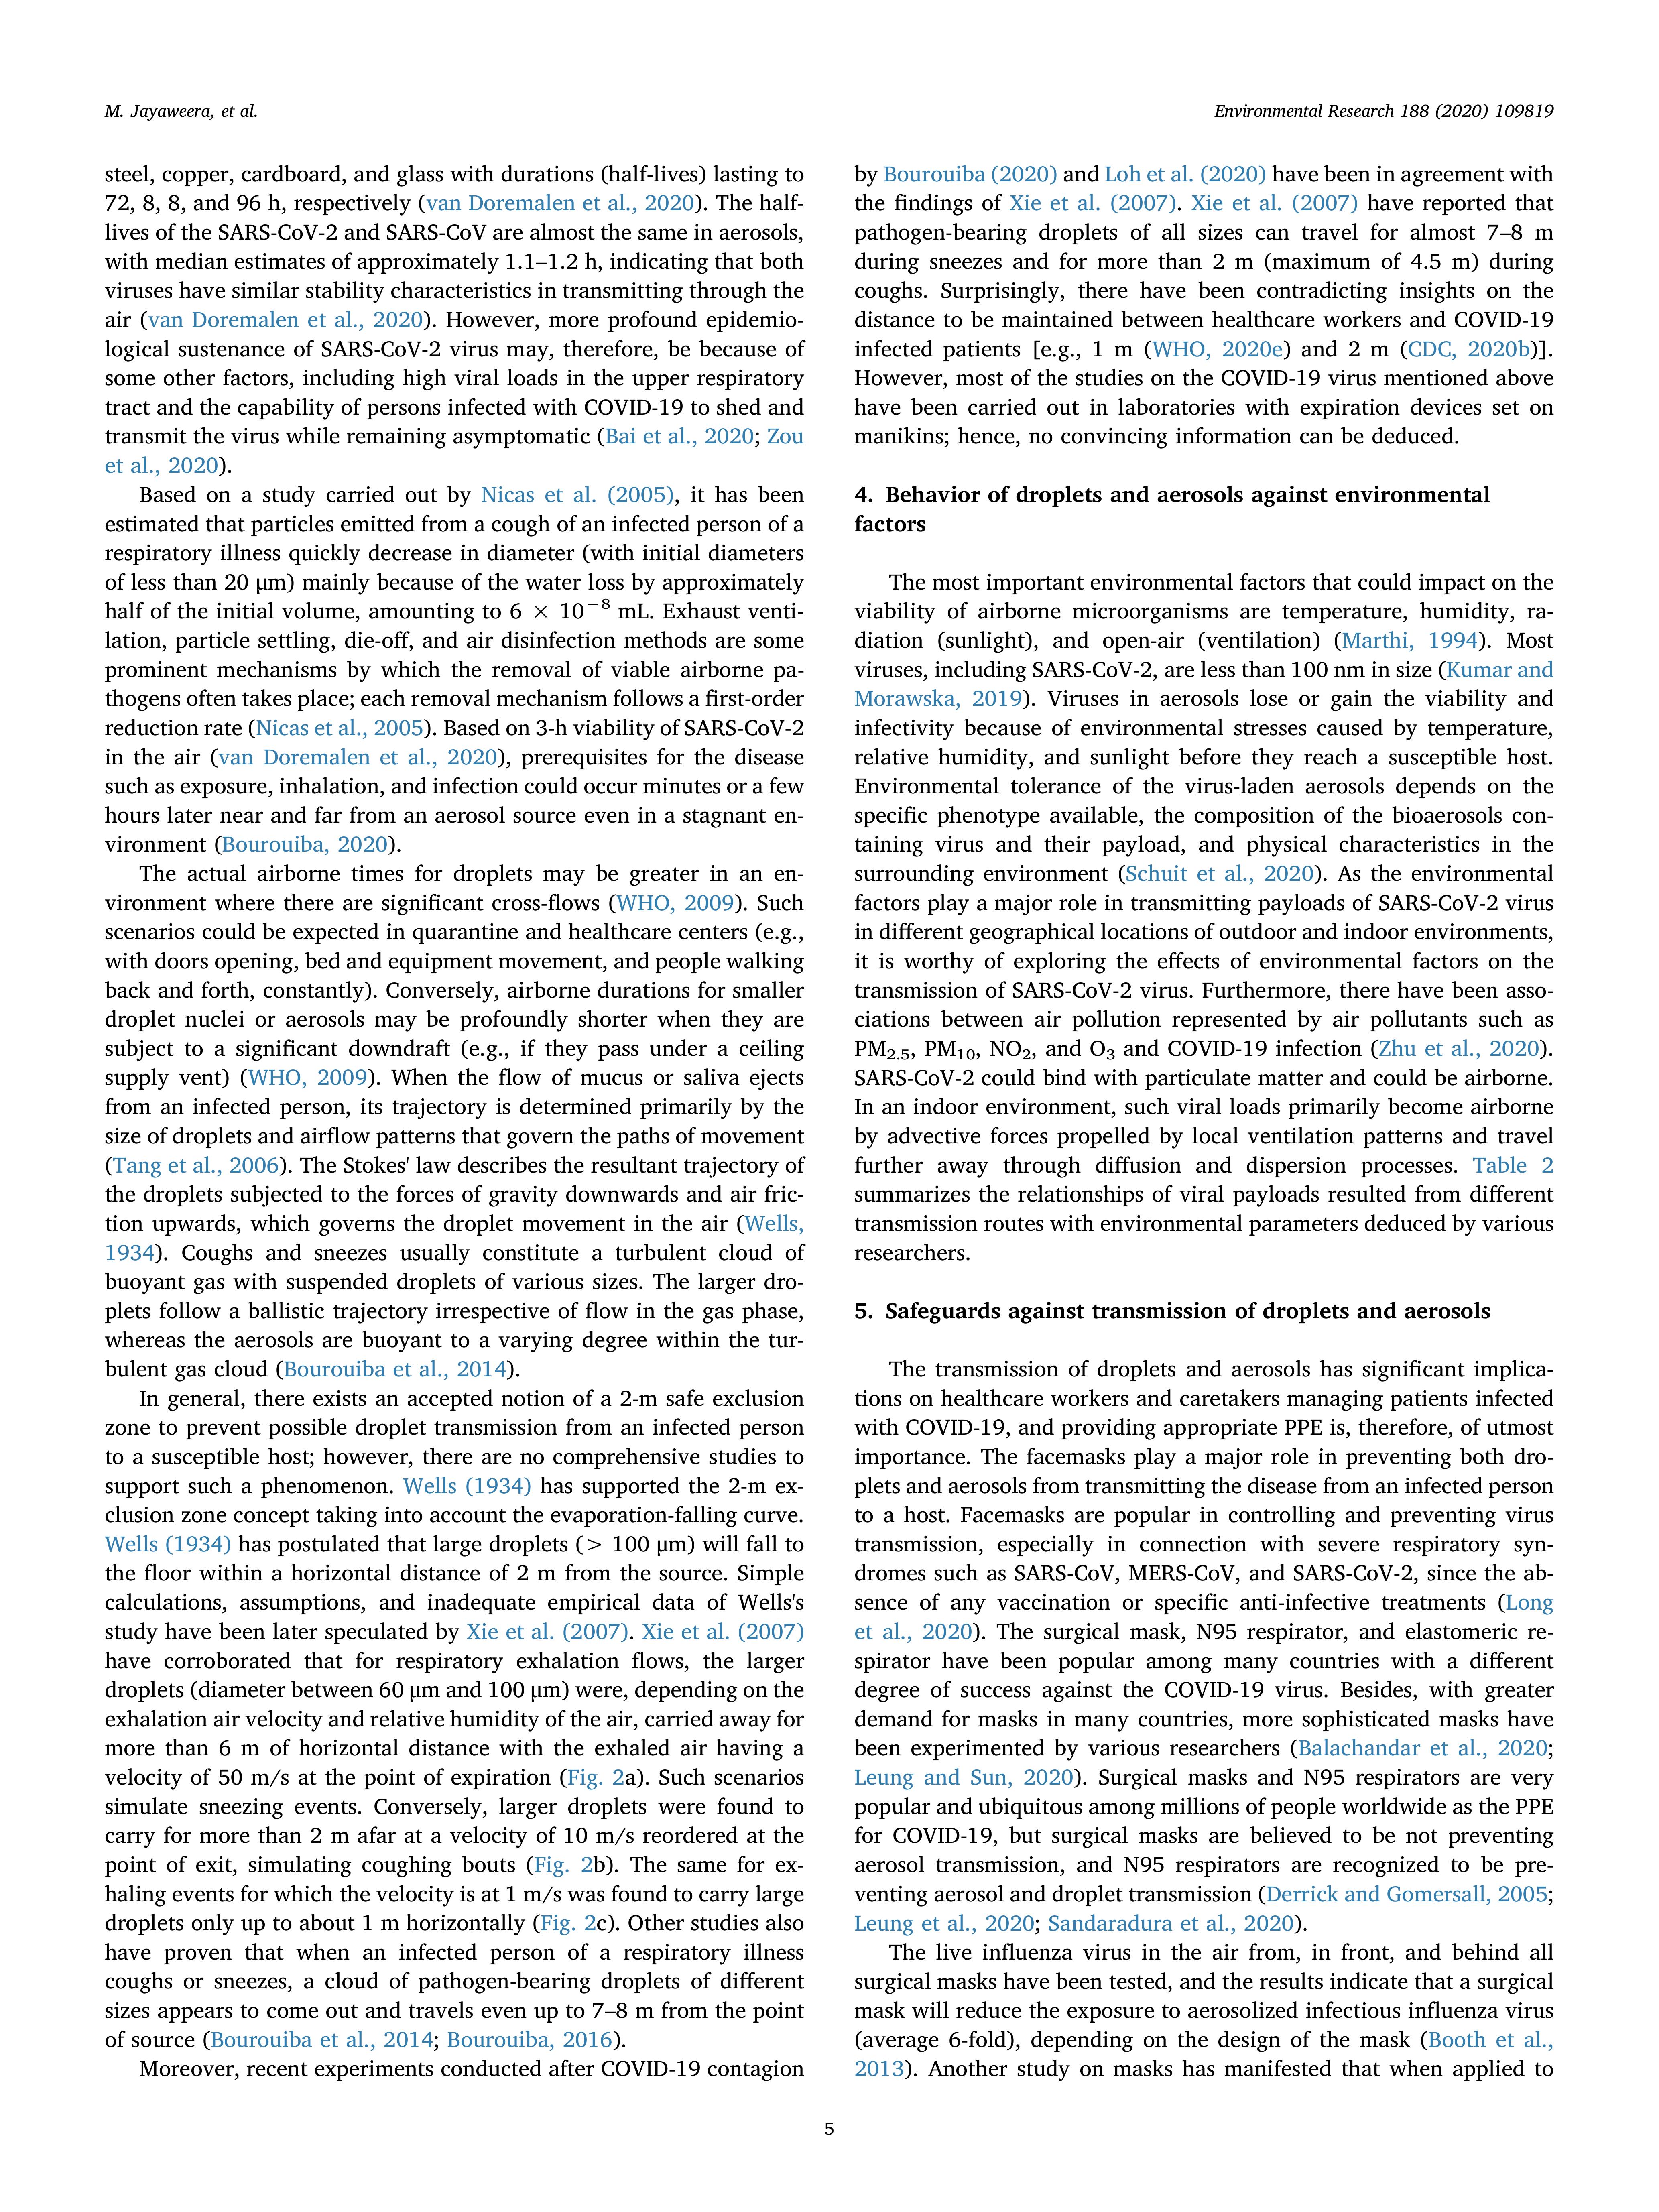 M. Jayaweera, et al.
Environmental Research 188 (2020) 109819
steel, copper, cardboard, and glass with durations (half-lives) lasting to
72, 8, 8, and 96 h, respectively (van Doremalen et al., 2020). The half-
lives of the SARS-CoV-2 and SARS-CoV are almost the same in aerosols,
with median estimates of approximately 1.1–1.2 h, indicating that both
viruses have similar stability characteristics in transmitting through the
air (van Doremalen et al., 2020). However, more profound epidemio-
logical sustenance of SARS-CoV-2 virus may, therefore, be because of
some other factors, including high viral loads in the upper respiratory
tract and the capability of persons infected with COVID-19 to shed and
transmit the virus while remaining asymptomatic (Bai et al., 2020; Zou
et al., 2020).
Based on a study carried out by Nicas et al. (2005), it has been
estimated that particles emitted from a cough of an infected person of a
respiratory illness quickly decrease in diameter (with initial diameters
of less than 20 μm) mainly because of the water loss by approximately
half of the initial volume, amounting to 6 × 10⁻⁸ mL. Exhaust venti-
lation, particle settling, die-off, and air disinfection methods are some
prominent mechanisms by which the removal of viable airborne pa-
thogens often takes place; each removal mechanism follows a first-order
reduction rate (Nicas et al., 2005). Based on 3-h viability of SARS-CoV-2
in the air (van Doremalen et al., 2020), prerequisites for the disease
such as exposure, inhalation, and infection could occur minutes or a few
hours later near and far from an aerosol source even in a stagnant en-
vironment (Bourouiba, 2020).
The actual airborne times for droplets may be greater in an en-
vironment where there are significant cross-flows (WHO, 2009). Such
scenarios could be expected in quarantine and healthcare centers (e.g.,
with doors opening, bed and equipment movement, and people walking
back and forth, constantly). Conversely, airborne durations for smaller
droplet nuclei or aerosols may be profoundly shorter when they are
subject to a significant downdraft (e.g., if they pass under a ceiling
supply vent) (WHO, 2009). When the flow of mucus or saliva ejects
from an infected person, its trajectory is determined primarily by the
size of droplets and airflow patterns that govern the paths of movement
(Tang et al., 2006). The Stokes' law describes the resultant trajectory of
the droplets subjected to the forces of gravity downwards and air fric-
tion upwards, which governs the droplet movement in the air (Wells,
1934). Coughs and sneezes usually constitute a turbulent cloud of
buoyant gas with suspended droplets of various sizes. The larger dro-
plets follow a ballistic trajectory irrespective of flow in the gas phase,
whereas the aerosols are buoyant to a varying degree within the tur-
bulent gas cloud (Bourouiba et al., 2014).
In general, there exists an accepted notion of a 2-m safe exclusion
zone to prevent possible droplet transmission from an infected person
to a susceptible host; however, there are no comprehensive studies to
support such a phenomenon. Wells (1934) has supported the 2-m ex-
clusion zone concept taking into account the evaporation-falling curve.
Wells (1934) has postulated that large droplets (> 100 μm) will fall to
the floor within a horizontal distance of 2 m from the source. Simple
calculations, assumptions, and inadequate empirical data of Wells's
study have been later speculated by Xie et al. (2007). Xie et al. (2007)
have corroborated that for respiratory exhalation flows, the larger
droplets (diameter between 60 μm and 100 μm) were, depending on the
exhalation air velocity and relative humidity of the air, carried away for
more than 6 m of horizontal distance with the exhaled air having a
velocity of 50 m/s at the point of expiration (Fig. 2a). Such scenarios
simulate sneezing events. Conversely, larger droplets were found to
carry for more than 2 m afar at a velocity of 10 m/s reordered at the
point of exit, simulating coughing bouts (Fig. 2b). The same for ex-
haling events for which the velocity is at 1 m/s was found to carry large
droplets only up to about 1 m horizontally (Fig. 2c). Other studies also
have proven that when an infected person of a respiratory illness
coughs or sneezes, a cloud of pathogen-bearing droplets of different
sizes appears to come out and travels even up to 7–8 m from the point
of source (Bourouiba et al., 2014; Bourouiba, 2016).
Moreover, recent experiments conducted after COVID-19 contagion
by Bourouiba (2020) and Loh et al. (2020) have been in agreement with
the findings of Xie et al. (2007). Xie et al. (2007) have reported that
pathogen-bearing droplets of all sizes can travel for almost 7–8 m
during sneezes and for more than 2 m (maximum of 4.5 m) during
coughs. Surprisingly, there have been contradicting insights on the
distance to be maintained between healthcare workers and COVID-19
infected patients [e.g., 1 m (WHO, 2020e) and 2 m (CDC, 2020b)].
However, most of the studies on the COVID-19 virus mentioned above
have been carried out in laboratories with expiration devices set on
manikins; hence, no convincing information can be deduced.
4. Behavior of droplets and aerosols against environmental
factors
The most important environmental factors that could impact on the
viability of airborne microorganisms are temperature, humidity, ra-
diation (sunlight), and open-air (ventilation) (Marthi, 1994). Most
viruses, including SARS-CoV-2, are less than 100 nm in size (Kumar and
Morawska, 2019). Viruses in aerosols lose or gain the viability and
infectivity because of environmental stresses caused by temperature,
relative humidity, and sunlight before they reach a susceptible host.
Environmental tolerance of the virus-laden aerosols depends on the
specific phenotype available, the composition of the bioaerosols con-
taining virus and their payload, and physical characteristics in the
surrounding environment (Schuit et al., 2020). As the environmental
factors play a major role in transmitting payloads of SARS-CoV-2 virus
in different geographical locations of outdoor and indoor environments,
it is worthy of exploring the effects of environmental factors on the
transmission of SARS-CoV-2 virus. Furthermore, there have been asso-
ciations between air pollution represented by air pollutants such as
PM₂.₅, PM₁₀, NO₂, and O₃ and COVID-19 infection (Zhu et al., 2020).
SARS-CoV-2 could bind with particulate matter and could be airborne.
In an indoor environment, such viral loads primarily become airborne
by advective forces propelled by local ventilation patterns and travel
further away through diffusion and dispersion processes. Table 2
summarizes the relationships of viral payloads resulted from different
transmission routes with environmental parameters deduced by various
researchers.
5. Safeguards against transmission of droplets and aerosols
The transmission of droplets and aerosols has significant implica-
tions on healthcare workers and caretakers managing patients infected
with COVID-19, and providing appropriate PPE is, therefore, of utmost
importance. The facemasks play a major role in preventing both dro-
plets and aerosols from transmitting the disease from an infected person
to a host. Facemasks are popular in controlling and preventing virus
transmission, especially in connection with severe respiratory syn-
dromes such as SARS-CoV, MERS-CoV, and SARS-CoV-2, since the ab-
sence of any vaccination or specific anti-infective treatments (Long
et al., 2020). The surgical mask, N95 respirator, and elastomeric re-
spirator have been popular among many countries with a different
degree of success against the COVID-19 virus. Besides, with greater
demand for masks in many countries, more sophisticated masks have
been experimented by various researchers (Balachandar et al., 2020;
Leung and Sun, 2020). Surgical masks and N95 respirators are very
popular and ubiquitous among millions of people worldwide as the PPE
for COVID-19, but surgical masks are believed to be not preventing
aerosol transmission, and N95 respirators are recognized to be pre-
venting aerosol and droplet transmission (Derrick and Gomersall, 2005;
Leung et al., 2020; Sandaradura et al., 2020).
The live influenza virus in the air from, in front, and behind all
surgical masks have been tested, and the results indicate that a surgical
mask will reduce the exposure to aerosolized infectious influenza virus
(average 6-fold), depending on the design of the mask (Booth et al.,
2013). Another study on masks has manifested that when applied to
5